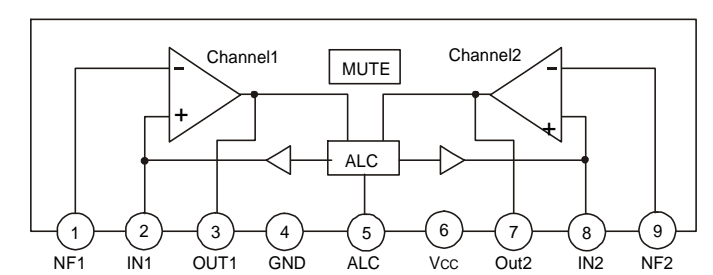 Channel1
Channel2
MUTE
−
−
+
+
ALC
1 2 3 4 5 6 7 8 9
NF1 IN1 OUT1 GND ALC Vcc Out2 IN2 NF2